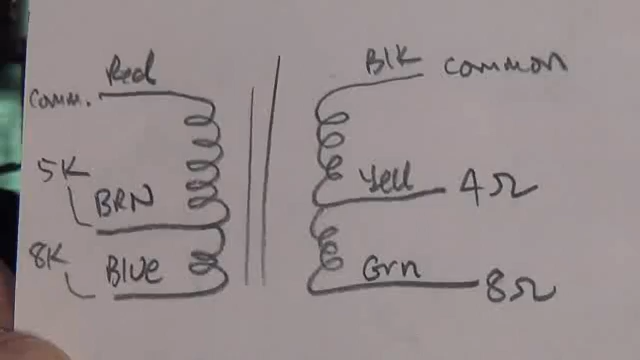 Red
Comm.
5K
BRN
8K
Blue
Blk common
Yell 4Ω
Grn 8Ω